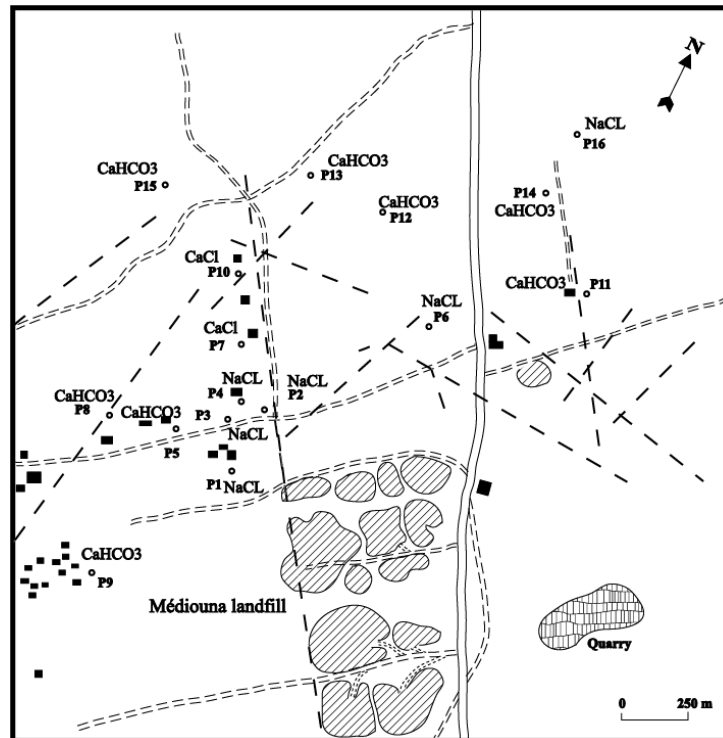 N
NaCL
P16
CaHCO3
P13
CaHCO3
P15
P14
CaHCO3
CaHCO3
P12
CaCl
P10
CaHCO3
P11
NaCL
P6
CaCl
P7
NaCL
P4
NaCL
P2
CaHCO3
P8
CaHCO3
P3
P5
NaCL
P1
NaCL
CaHCO3
P9
Médiouna landfill
Quarry
0 250 m